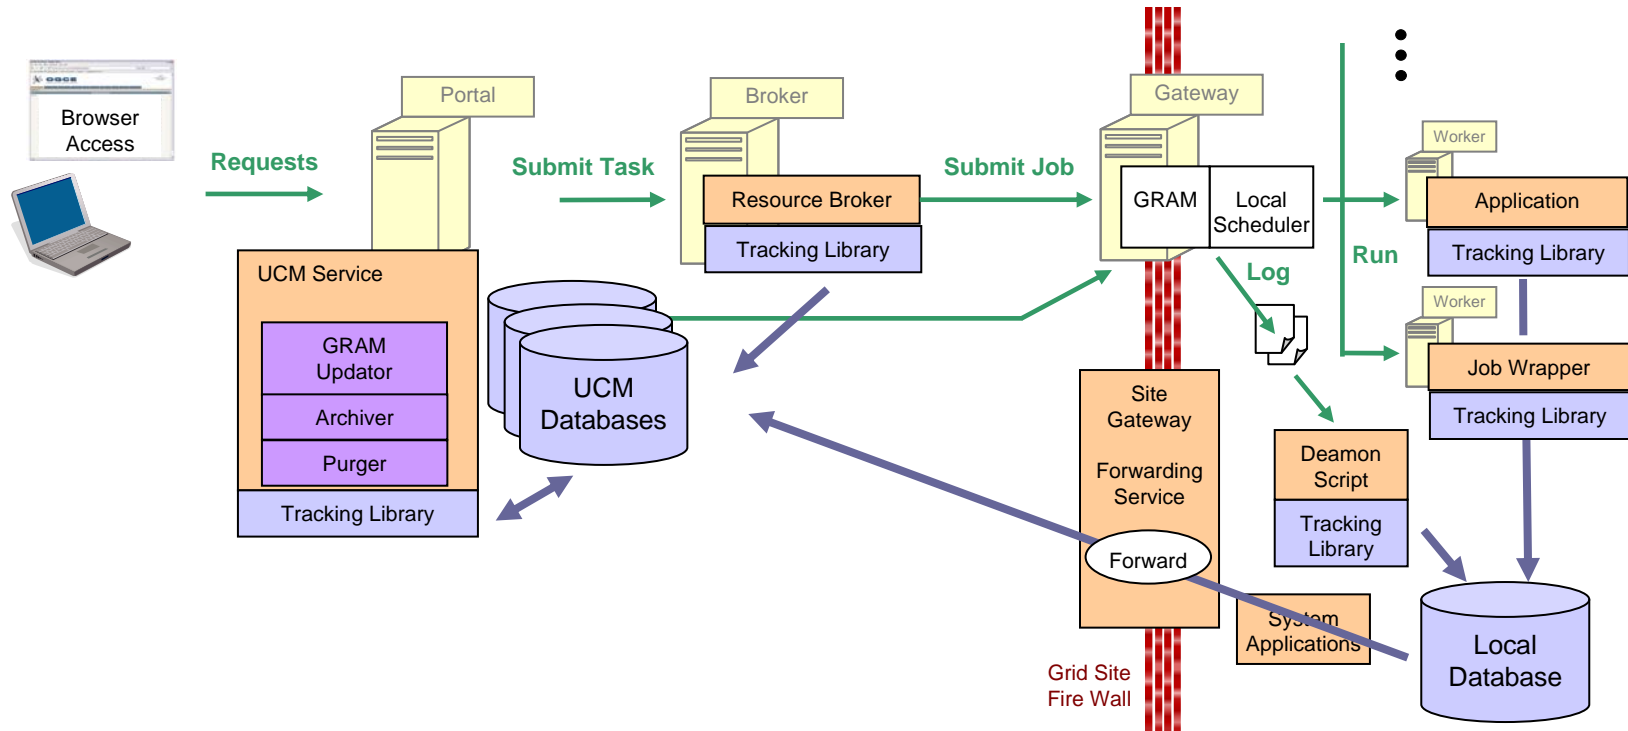 OGCE
Browser
Access
Requests
Portal
Submit Task
Broker
Resource Broker
Tracking Library
Submit Job
Gateway
GRAM
Local
Scheduler
Worker
Application
Tracking Library
Run
Log
Worker
Job Wrapper
Tracking Library
UCM Service
GRAM
Updator
Archiver
Purger
Tracking Library
UCM
Databases
Site
Gateway
Forwarding
Service
Forward
Deamon
Script
Tracking
Library
System
Applications
Local
Database
Grid Site
Fire Wall